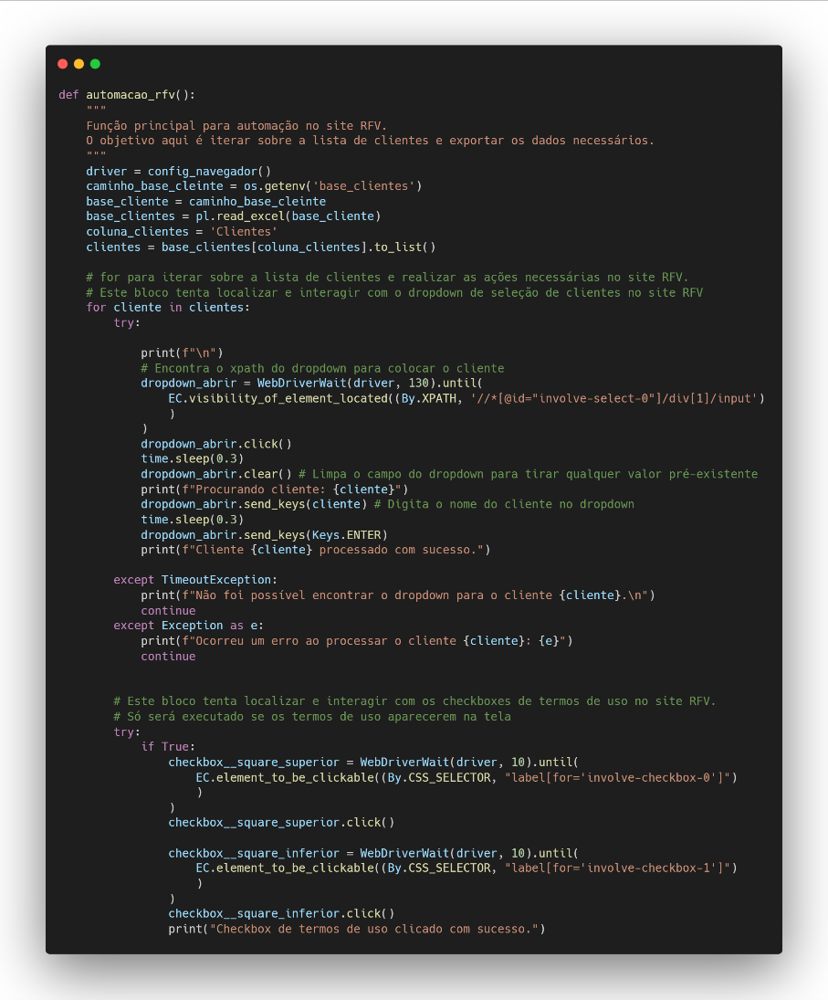 def automacao_rfv():
    """
    Função principal para automação no site RFV.
    O objetivo aqui é iterar sobre a lista de clientes e exportar os dados necessários.
    """
    driver = config_navegador()
    caminho_base_cleinte = os.getenv('base_clientes')
    base_cliente = caminho_base_cleinte
    base_clientes = pl.read_excel(base_cliente)
    coluna_clientes = 'Clientes'
    clientes = base_clientes[coluna_clientes].to_list()

    # for para iterar sobre a lista de clientes e realizar as ações necessárias no site RFV.
    # Este bloco tenta localizar e interagir com o dropdown de seleção de clientes no site RFV
    for cliente in clientes:
        try:

            print(f"\n")
            # Encontra o xpath do dropdown para colocar o cliente
            dropdown_abrir = WebDriverWait(driver, 130).until(
                EC.visibility_of_element_located((By.XPATH, '//*[@id="involve-select-0"]/div[1]/input')
                )
            )
            dropdown_abrir.click()
            time.sleep(0.3)
            dropdown_abrir.clear() # Limpa o campo do dropdown para tirar qualquer valor pré-existente
            print(f"Procurando cliente: {cliente}")
            dropdown_abrir.send_keys(cliente) # Digita o nome do cliente no dropdown
            time.sleep(0.3)
            dropdown_abrir.send_keys(Keys.ENTER)
            print(f"Cliente {cliente} processado com sucesso.")

        except TimeoutException:
            print(f"Não foi possível encontrar o dropdown para o cliente {cliente}.\n")
            continue
        except Exception as e:
            print(f"Ocorreu um erro ao processar o cliente {cliente}: {e}")
            continue


        # Este bloco tenta localizar e interagir com os checkboxes de termos de uso no site RFV.
        # Só será executado se os termos de uso aparecerem na tela
        try:
            if True:
                checkbox__square_superior = WebDriverWait(driver, 10).until(
                    EC.element_to_be_clickable((By.CSS_SELECTOR, "label[for='involve-checkbox-0']")
                    )
                )
                checkbox__square_superior.click()

                checkbox__square_inferior = WebDriverWait(driver, 10).until(
                    EC.element_to_be_clickable((By.CSS_SELECTOR, "label[for='involve-checkbox-1']")
                    )
                )
                checkbox__square_inferior.click()
                print("Checkbox de termos de uso clicado com sucesso.")